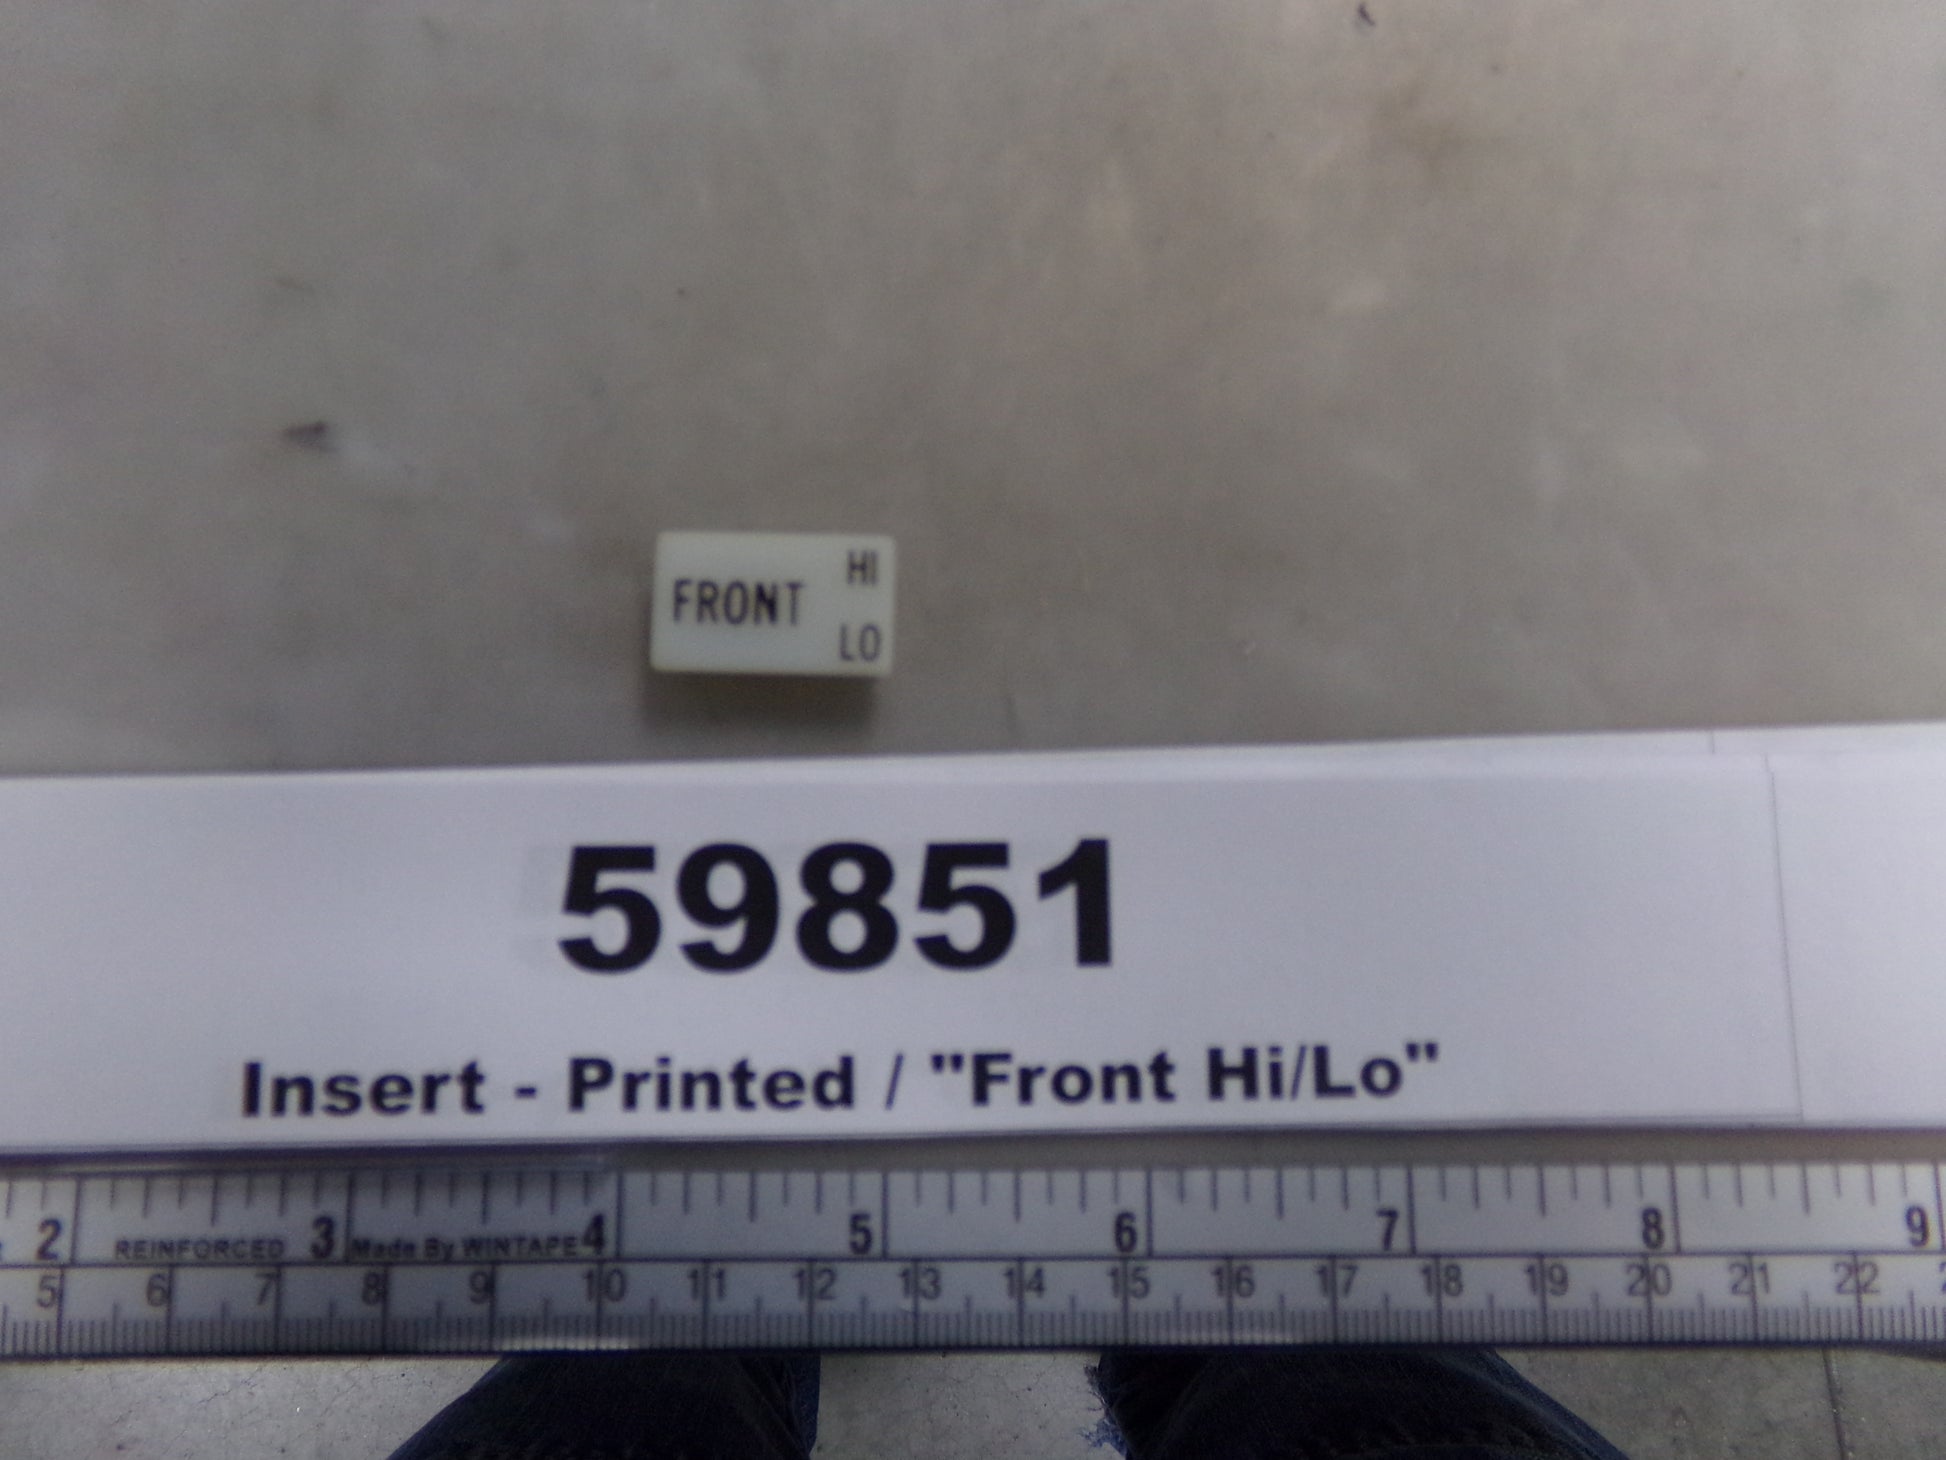 FRONT HI
LO
59851
Insert - Printed / "Front Hi/Lo"
2 REINFORCED 3 Made By WINTAPE 4 5 6 7 8 9
5 6 7 8 9 10 11 12 13 14 15 16 17 18 19 20 21 22